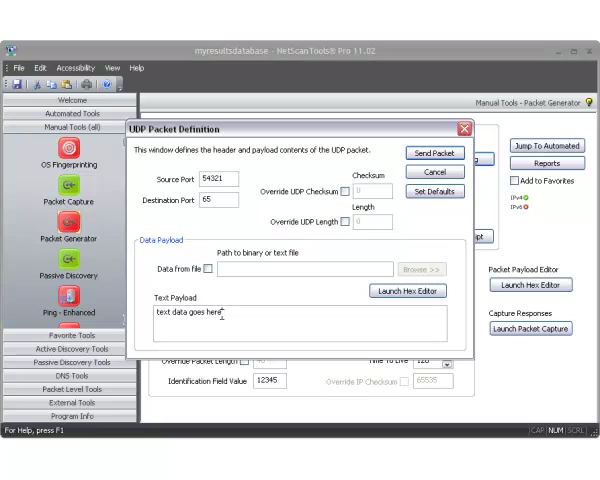 myresultsdatabase - NetScanTools® Pro 11.02
File Edit Accessibility View Help
Welcome
Automated Tools
Manual Tools (all)
Manual Tools - Packet Generator
OS Fingerprinting
Packet Capture
Packet Generator
Passive Discovery
Ping - Enhanced
Favorite Tools
Active Discovery Tools
Passive Discovery Tools
DNS Tools
Packet Level Tools
External Tools
Program Info
UDP Packet Definition
This window defines the header and payload contents of the UDP packet.
Send Packet
Cancel
Set Defaults
Source Port 54321
Destination Port 65
Checksum
Override UDP Checksum 0
Length
Override UDP Length 0
Data Payload
Path to binary or text file
Data from file
Browse >>
Launch Hex Editor
Text Payload
text data goes here
Jump To Automated
Reports
Add to Favorites
IPv4
IPv6
Packet Payload Editor
Launch Hex Editor
Capture Responses
Launch Packet Capture
Override Packet Length
Time To Live 128
Identification Field Value 12345
Override IP Checksum 65535
For Help, press F1
CAP NUM SCRL